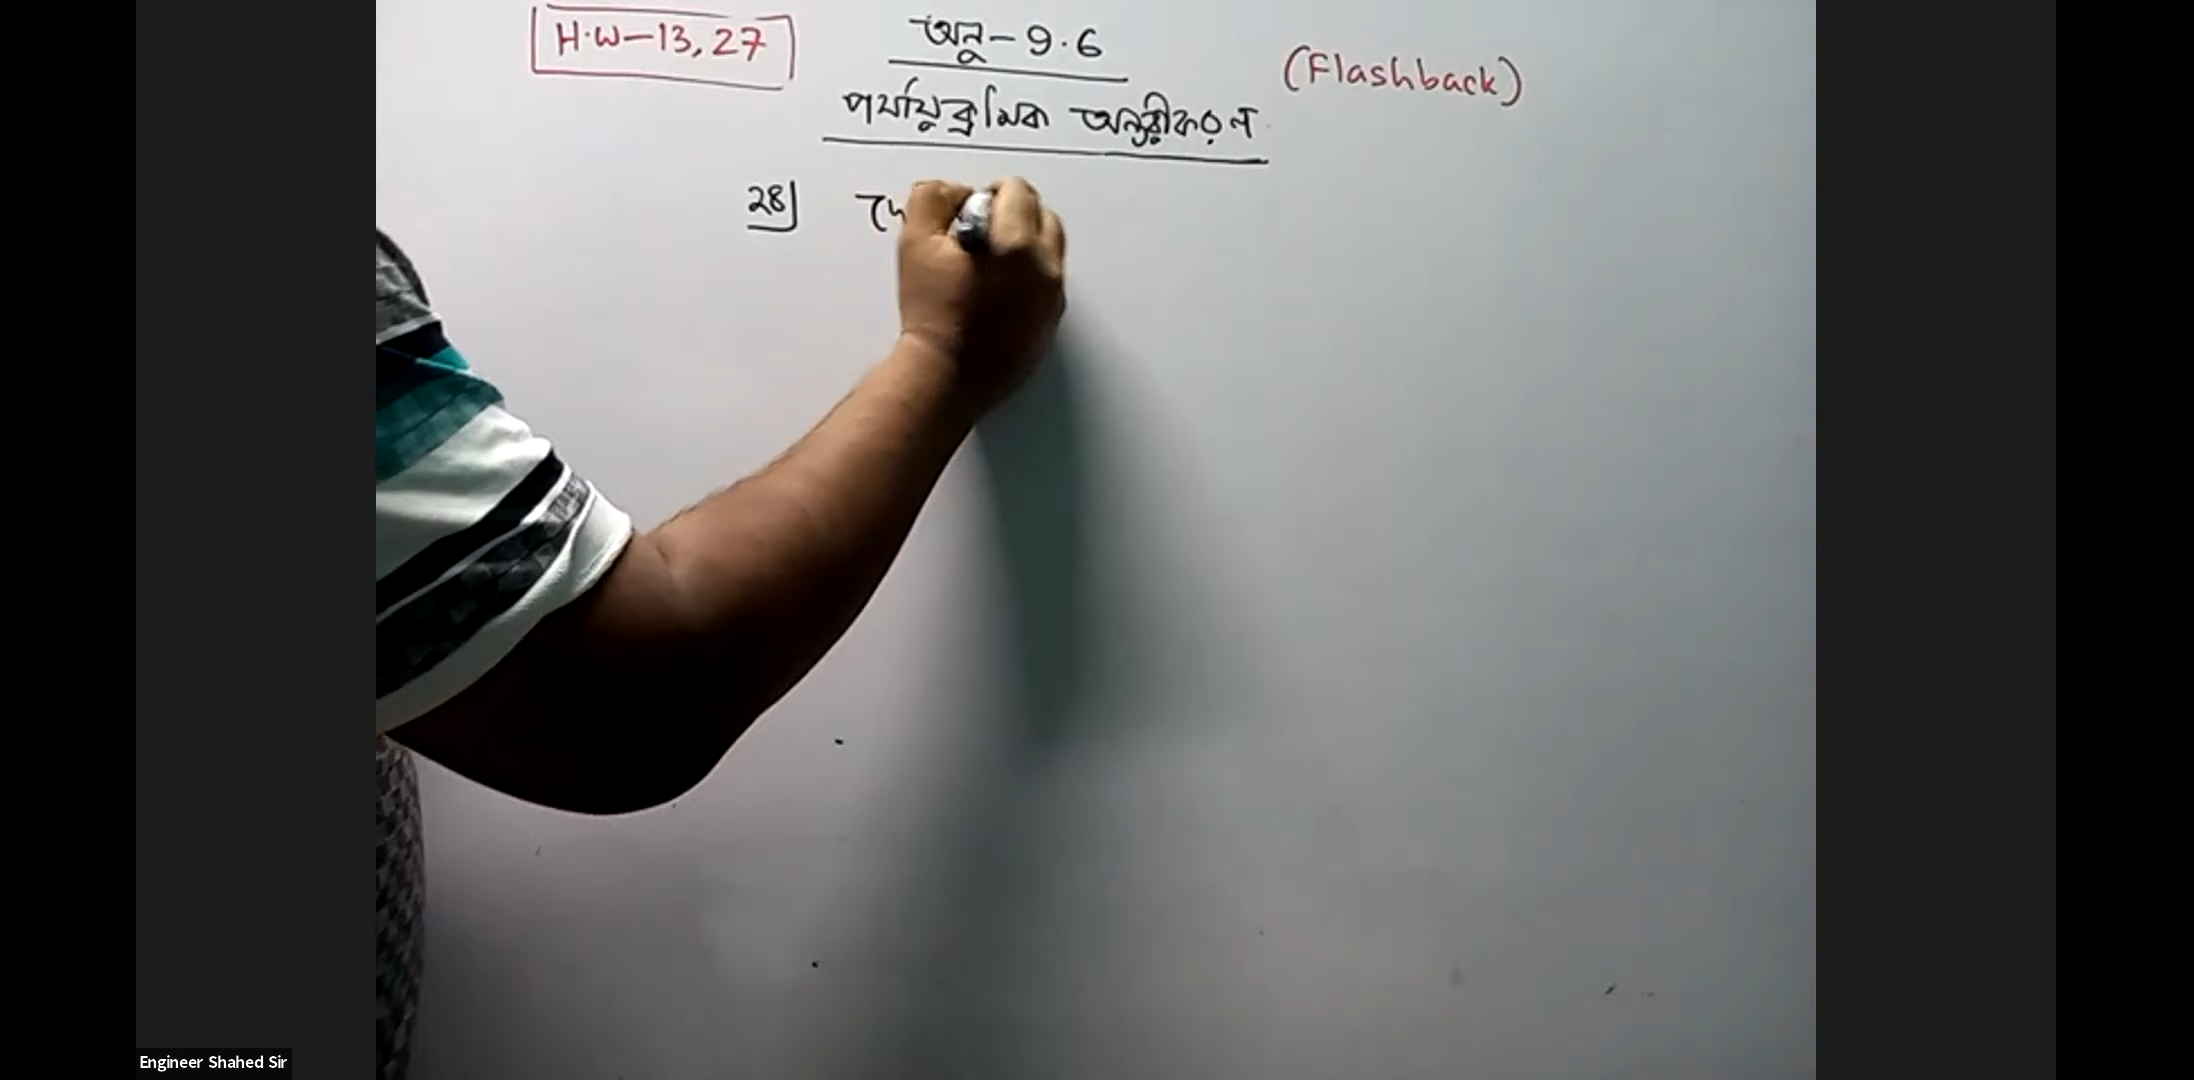 H.W-13, 27
অনু - 9.6
(Flashback)
পর্যায়ক্রমিক অন্তরীকরণ
২৪]
Engineer Shahed Sir